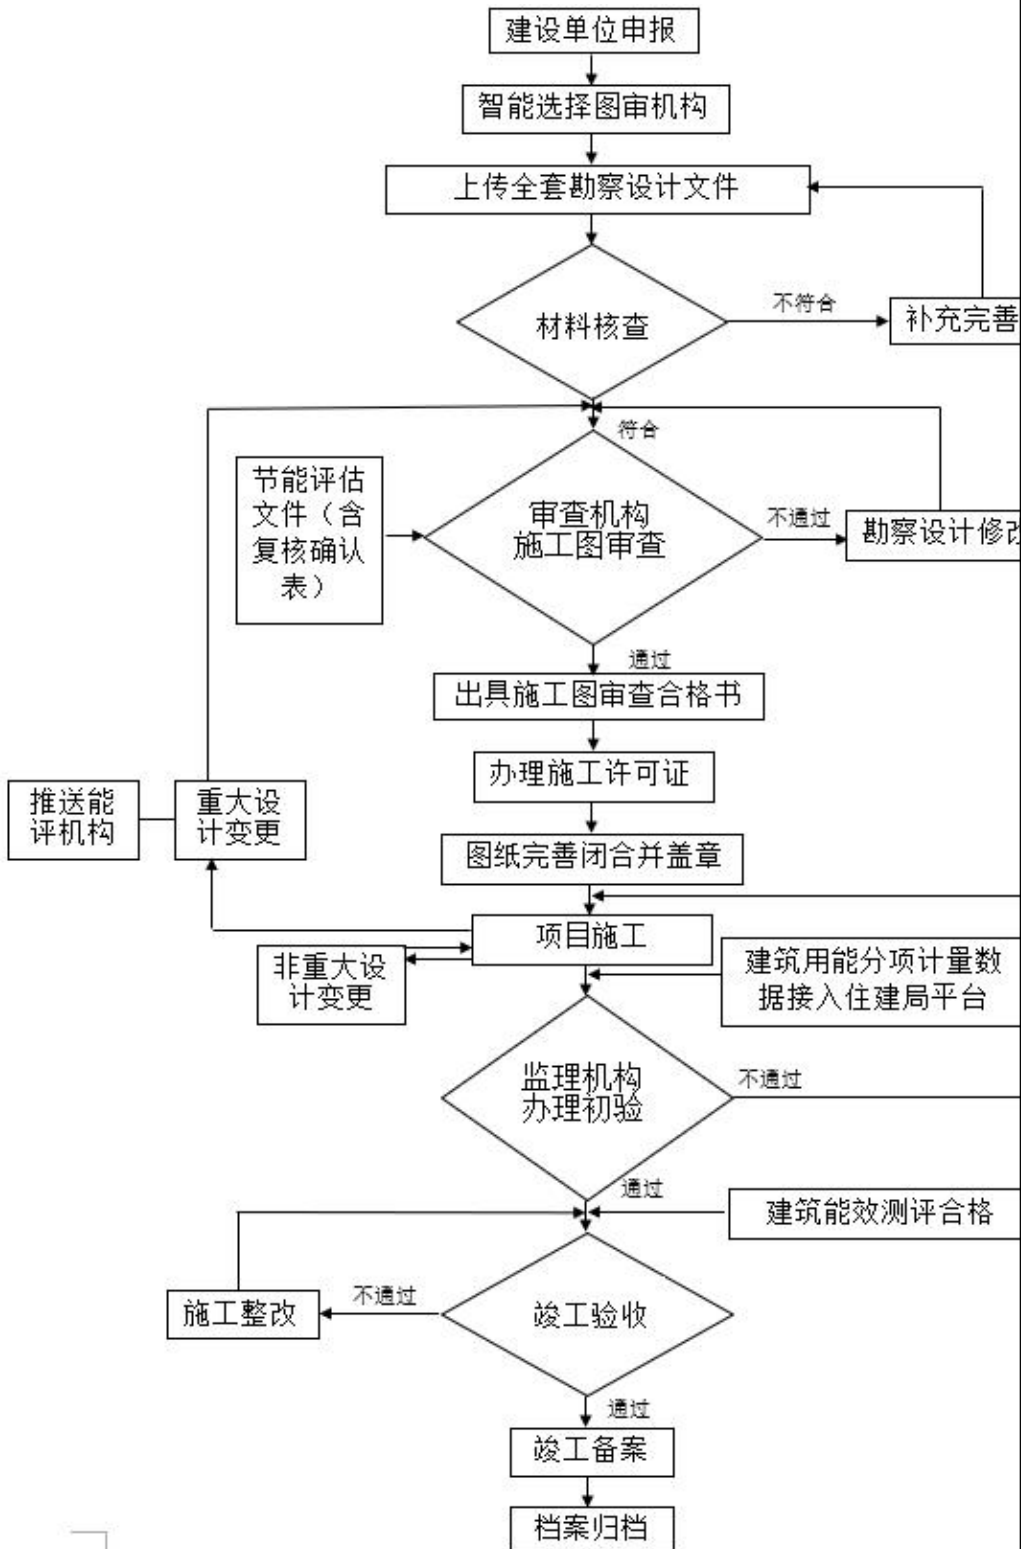 建设单位申报
智能选择图审机构
上传全套勘察设计文件
材料核查
不符合
补充完善
符合
节能评估
文件（含
复核确认
表）
审查机构
施工图审查
不通过
勘察设计修改
通过
出具施工图审查合格书
办理施工许可证
推送能
评机构
重大设
计变更
图纸完善闭合并盖章
项目施工
非重大设
计变更
建筑用能分项计量数
据接入住建局平台
监理机构
办理初验
不通过
通过
建筑能效测评合格
施工整改
不通过
竣工验收
通过
竣工备案
档案归档